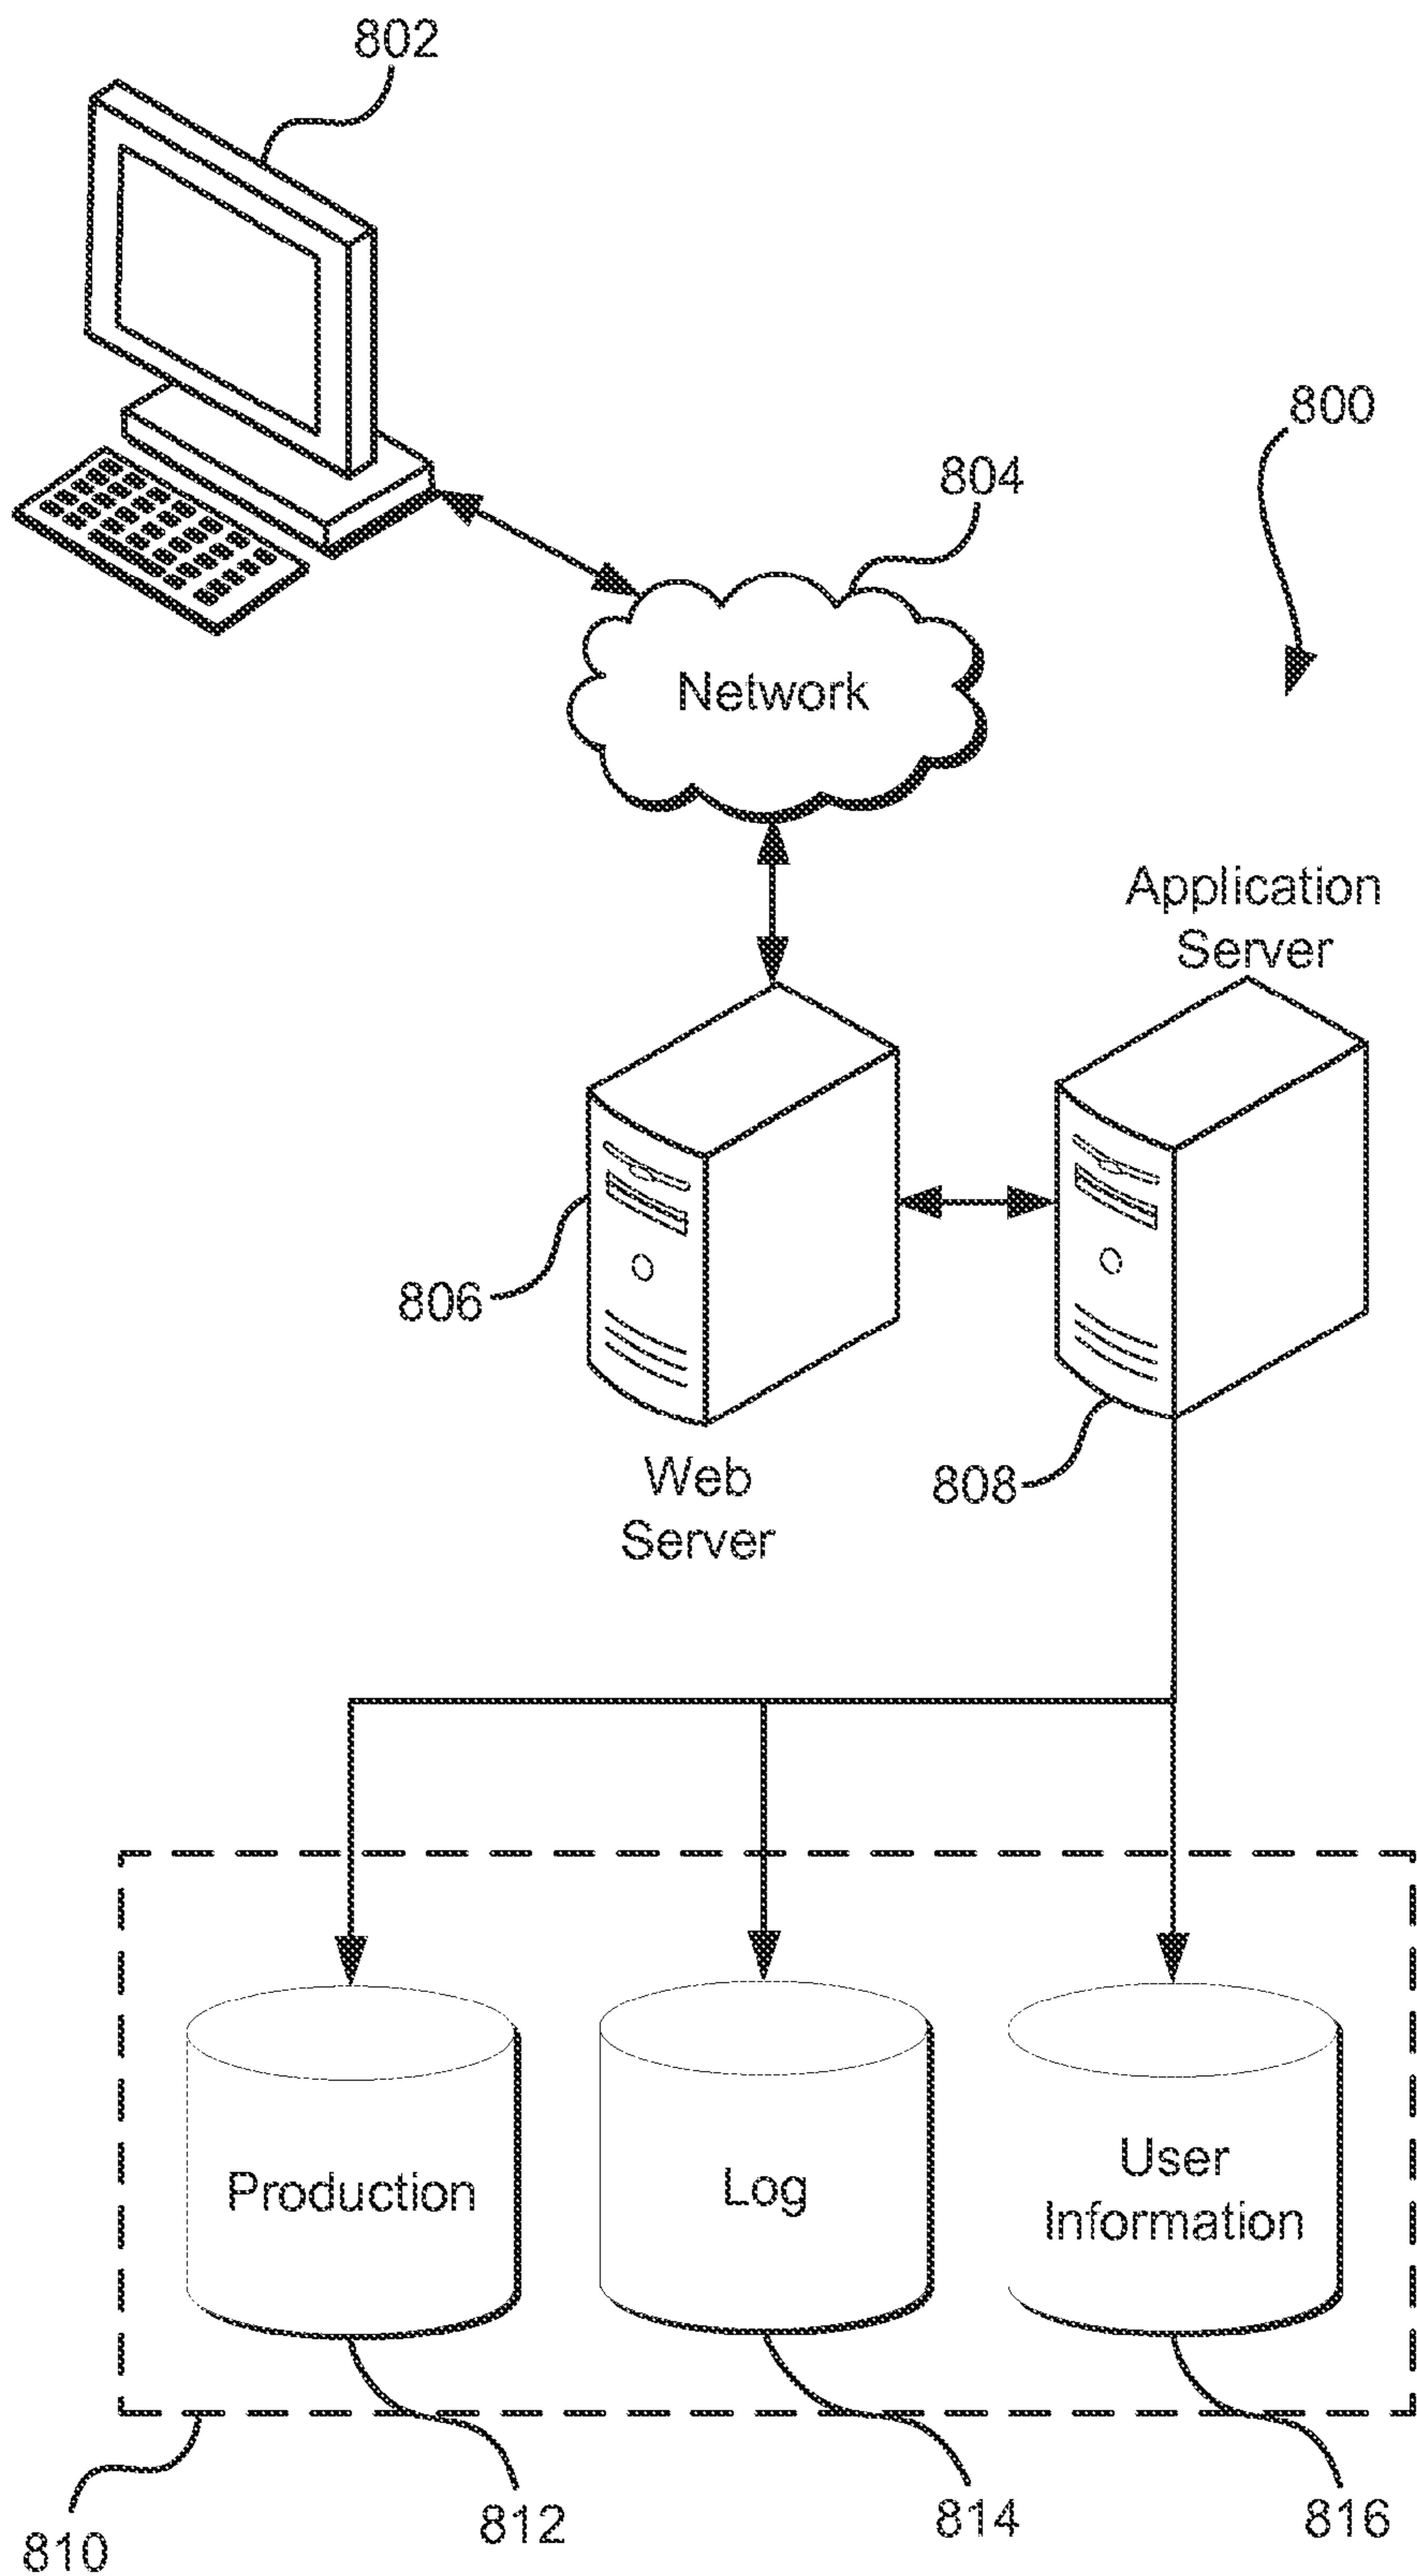 802
800
804
Network
Application
Server
806
808
Web
Server
Production
Log
User
Information
810
812
814
816